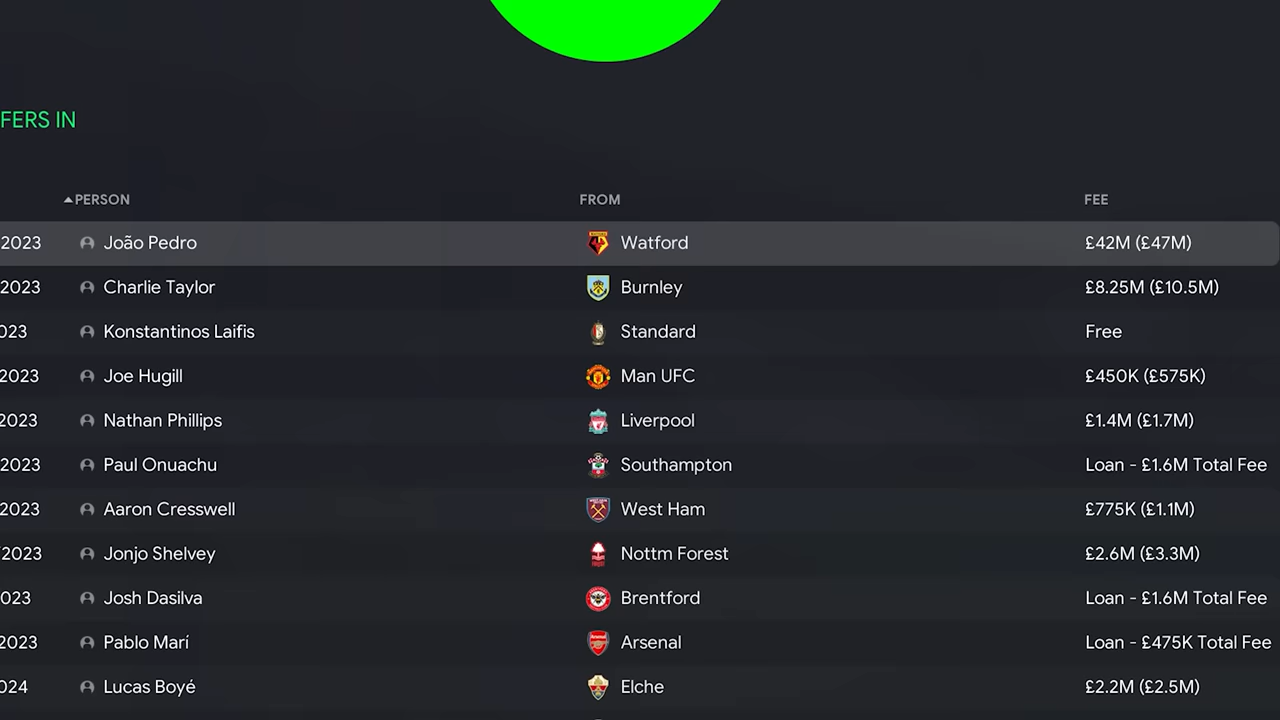 FERS IN
PERSON FROM FEE
2023 João Pedro Watford £42M (£47M)
2023 Charlie Taylor Burnley £8.25M (£10.5M)
023 Konstantinos Laifis Standard Free
2023 Joe Hugill Man UFC £450K (£575K)
2023 Nathan Phillips Liverpool £1.4M (£1.7M)
2023 Paul Onuachu Southampton Loan - £1.6M Total Fee
2023 Aaron Cresswell West Ham £775K (£1.1M)
/2023 Jonjo Shelvey Nottm Forest £2.6M (£3.3M)
023 Josh Dasilva Brentford Loan - £1.6M Total Fee
2023 Pablo Marí Arsenal Loan - £475K Total Fee
024 Lucas Boyé Elche £2.2M (£2.5M)